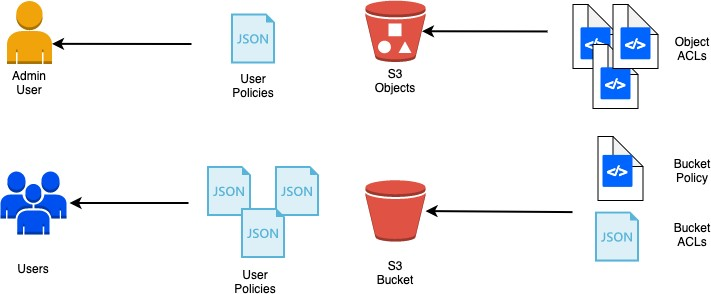 JSON
Admin
User
User
Policies
S3
Objects
</>
</>
</>
Object
ACLs
JSON
JSON
JSON
Users
User
Policies
S3
Bucket
</>
Bucket
Policy
JSON
Bucket
ACLs